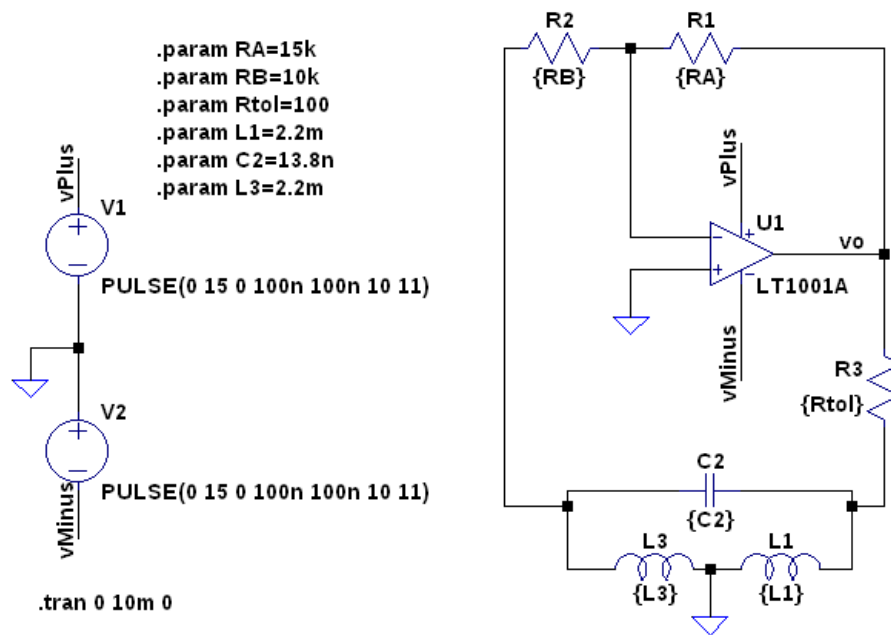 .param RA=15k
.param RB=10k
.param Rtol=100
.param L1=2.2m
.param C2=13.8n
.param L3=2.2m
vPlus
V1
PULSE(0 15 0 100n 100n 10 11)
V2
PULSE(0 15 0 100n 100n 10 11)
vMinus
.tran 0 10m 0
R2
{RB}
R1
{RA}
vPlus
U1
vo
LT1001A
vMinus
R3
{Rtol}
C2
{C2}
L3
{L3}
L1
{L1}